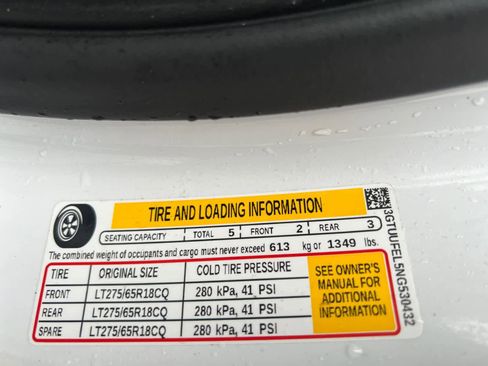 TIRE AND LOADING INFORMATION
SEATING CAPACITY TOTAL 5 FRONT 2 REAR 3
The combined weight of occupants and cargo must never exceed 613 kg or 1349 lbs.
TIRE ORIGINAL SIZE COLD TIRE PRESSURE
FRONT LT275/65R18CQ 280 kPa, 41 PSI
REAR LT275/65R18CQ 280 kPa, 41 PSI
SPARE LT275/65R18CQ 280 kPa, 41 PSI
SEE OWNER'S
MANUAL FOR
ADDITIONAL
INFORMATION
3GTUUFEL5NG530432